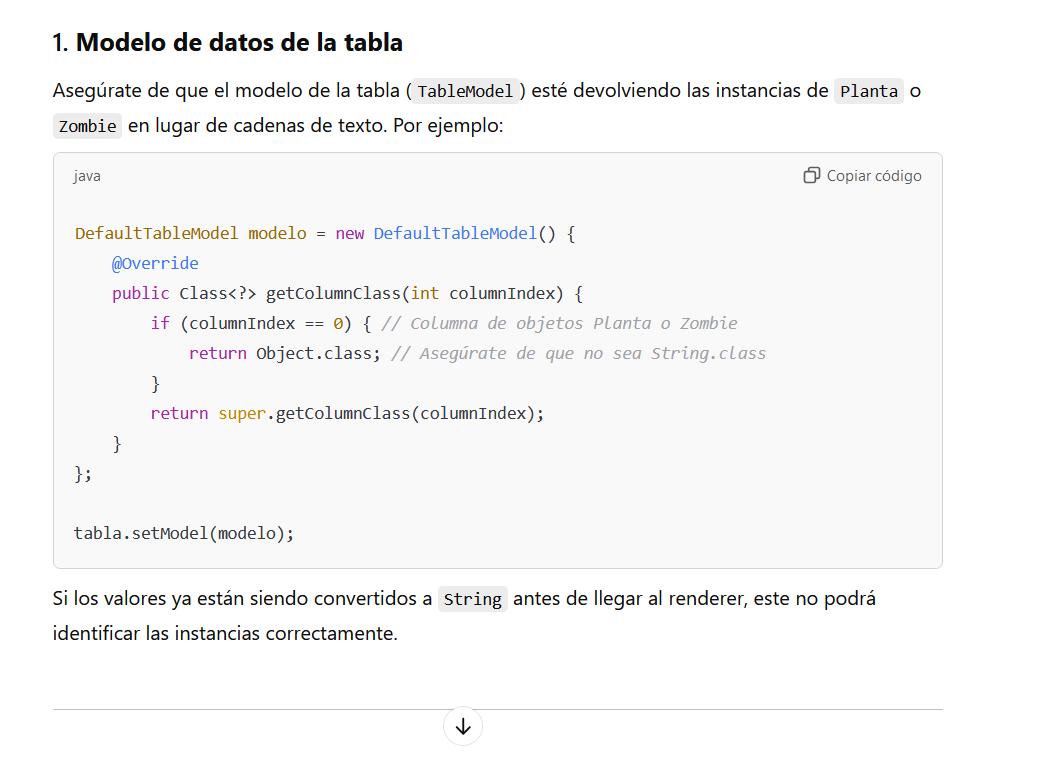 1. Modelo de datos de la tabla
Asegúrate de que el modelo de la tabla ( TableModel ) esté devolviendo las instancias de Planta o
Zombie en lugar de cadenas de texto. Por ejemplo:
java Copiar código
DefaultTableModel modelo = new DefaultTableModel() {
    @Override
    public Class<?> getColumnClass(int columnIndex) {
        if (columnIndex == 0) { // Columna de objetos Planta o Zombie
            return Object.class; // Asegúrate de que no sea String.class
        }
        return super.getColumnClass(columnIndex);
    }
};
tabla.setModel(modelo);
Si los valores ya están siendo convertidos a String antes de llegar al renderer, este no podrá
identificar las instancias correctamente.